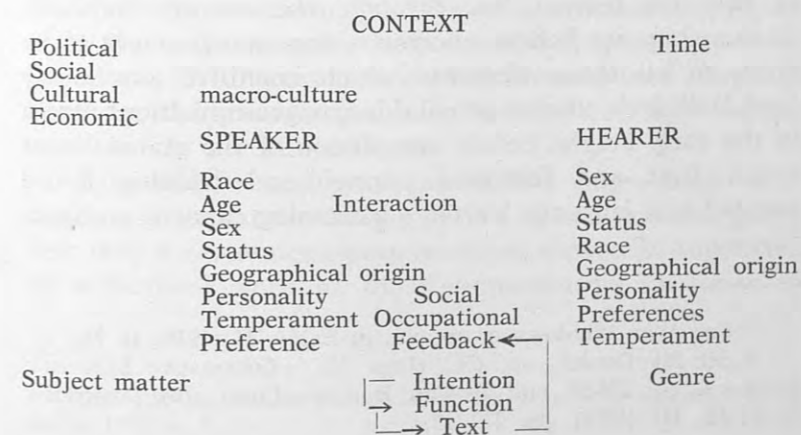 CONTEXT
Political Time
Social
Cultural macro-culture
Economic
SPEAKER HEARER
Race Sex
Age Interaction Age
Sex Status
Status Race
Geographical origin Geographical origin
Personality Social Personality
Temperament Occupational Preferences
Preference Feedback Temperament
Subject matter Intention Genre
Function
Text